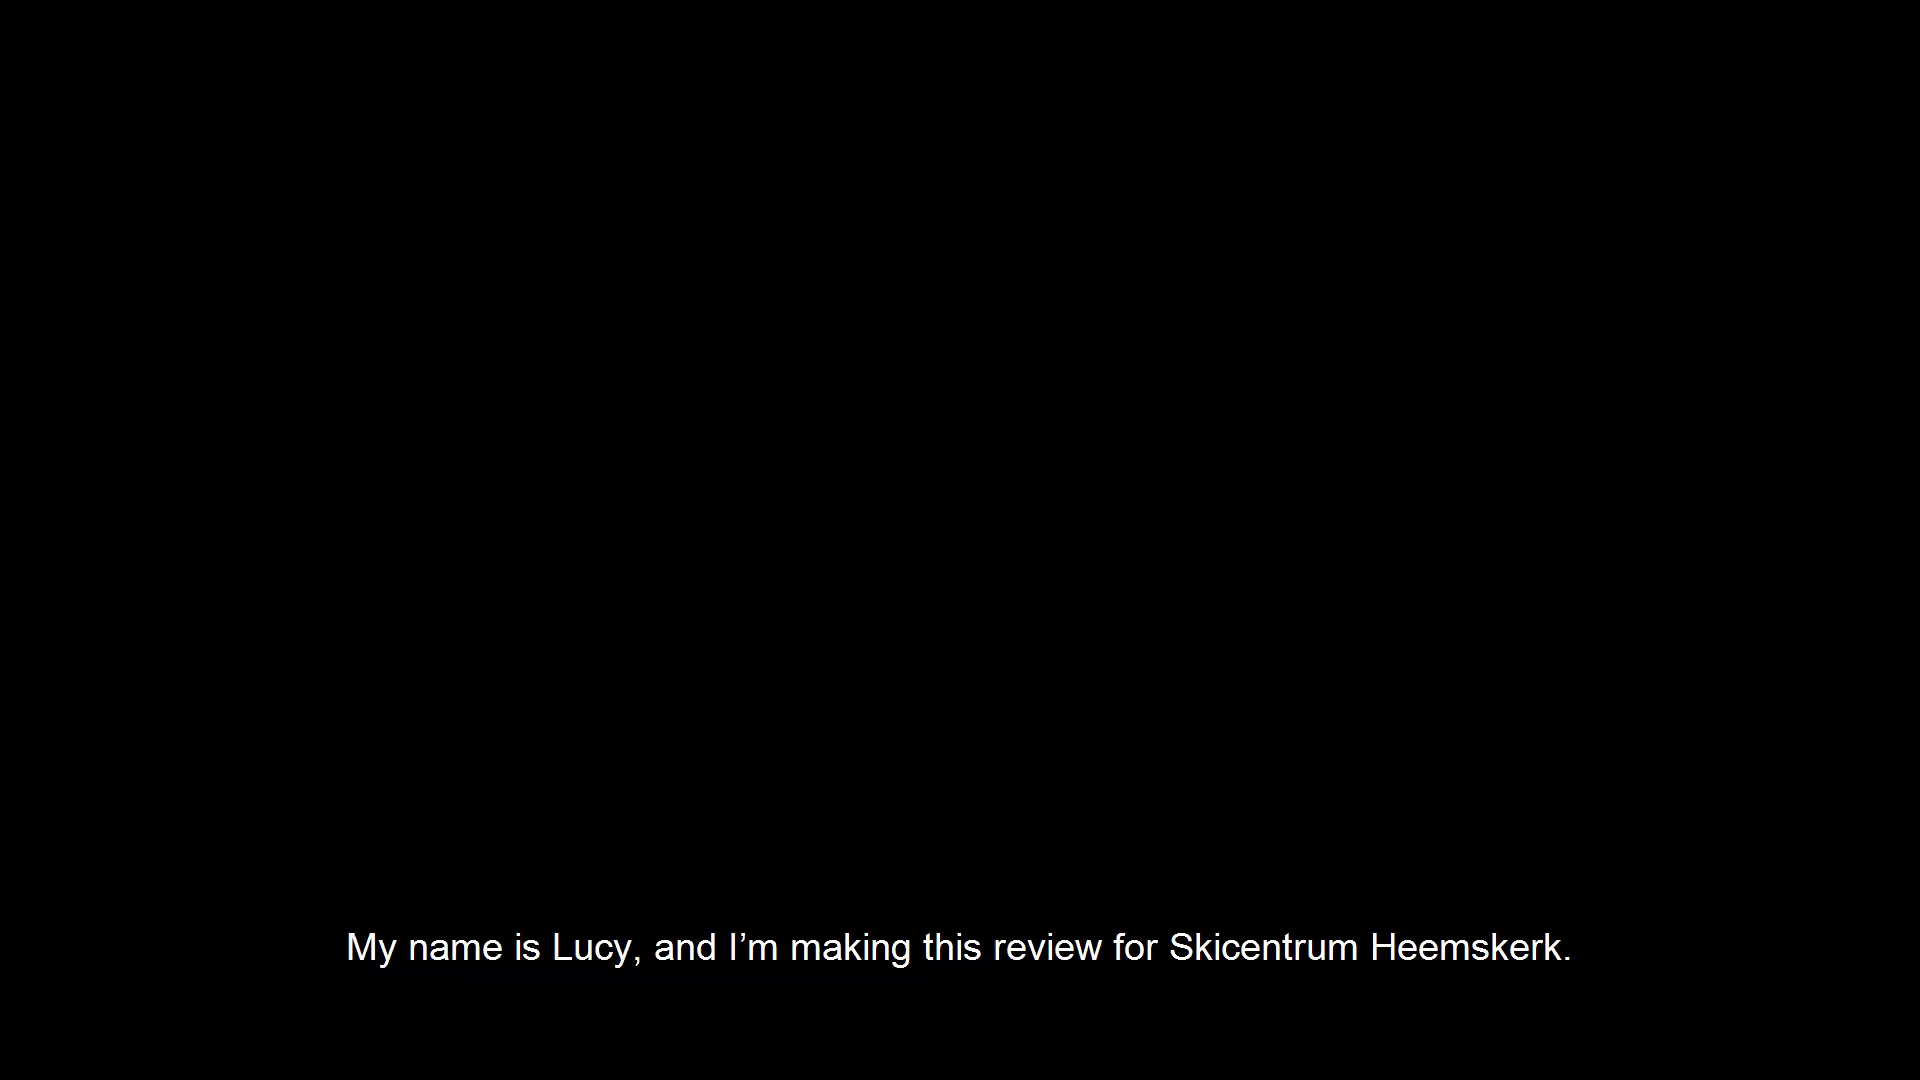 My name is Lucy, and I’m making this review for Skicentrum Heemskerk.